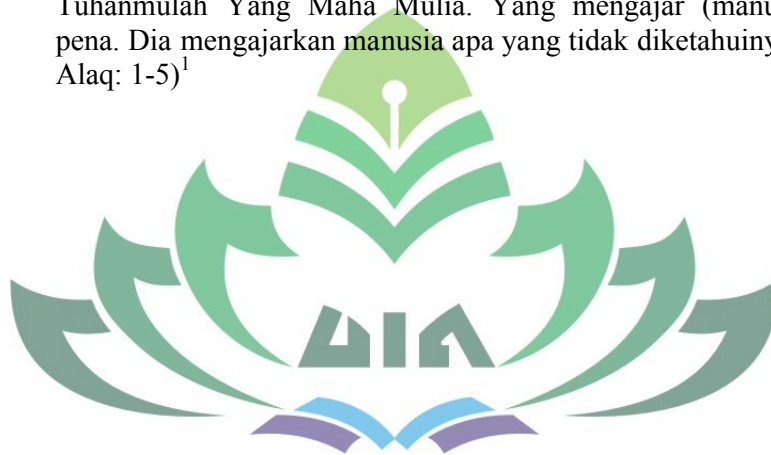 Tuhanmulah Yang Maha Mulia. Yang mengajar (manu
pena. Dia mengajarkan manusia apa yang tidak diketahuiny
Alaq: 1-5)1
UIN